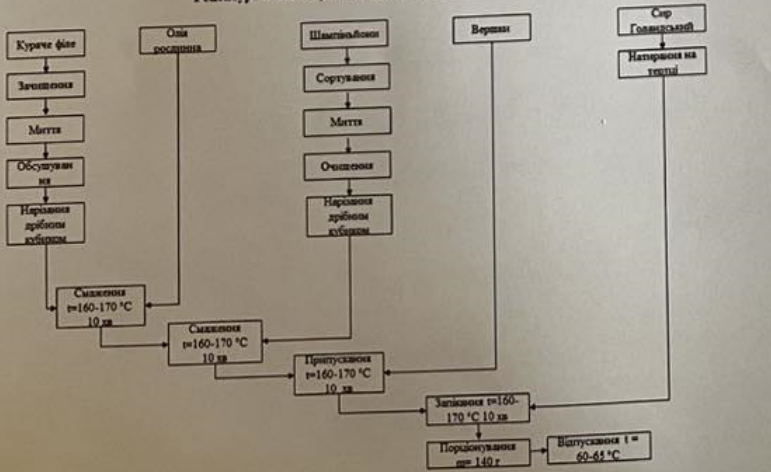 Куряче філе
Зачищення
Миття
Обсушуван
ня
Нарізання
дрібним
кубиком
Олія
рослинна
Шампіньйони
Сортування
Миття
Очищення
Нарізання
дрібним
кубиком
Вершки
Сир
Голандський
Натирання на
тертці
Смаження
t=160-170 °C
10 хв
Смаження
t=160-170 °C
10 хв
Припускання
t=160-170 °C
10 хв
Запікання t=160-
170 °C 10 хв
Порціонування
m= 140 г
Відпускання t =
60-65 °C